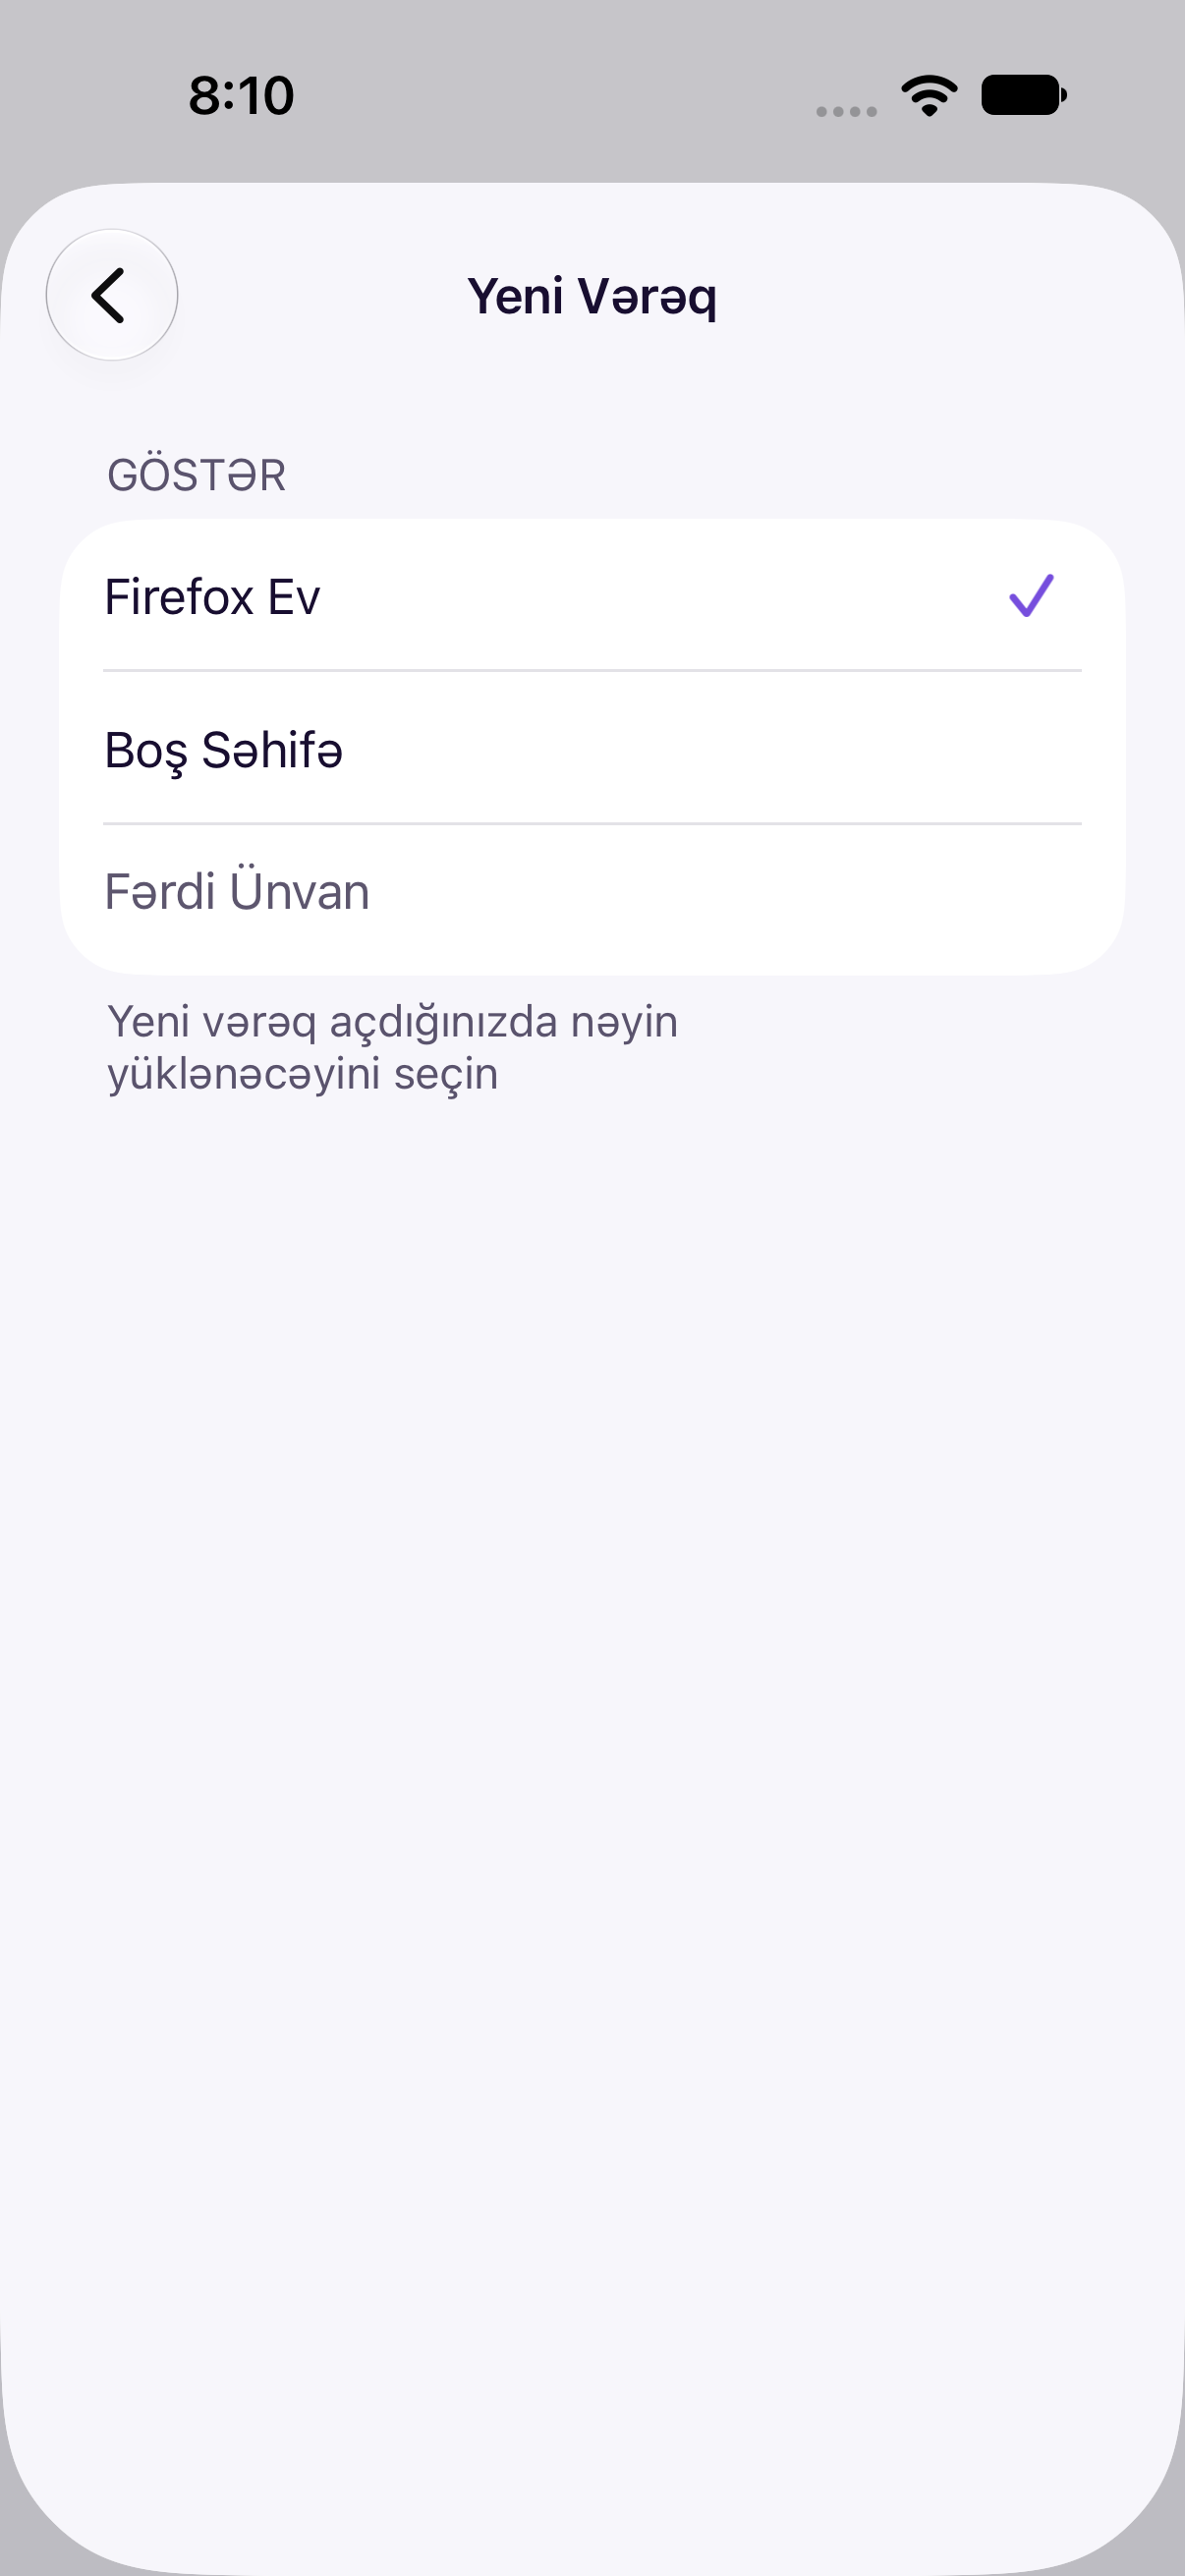 8:10
Yeni Vərəq
GÖSTƏR
Firefox Ev
Boş Səhifə
Fərdi Ünvan
Yeni vərəq açdığınızda nəyin
yüklənəcəyini seçin